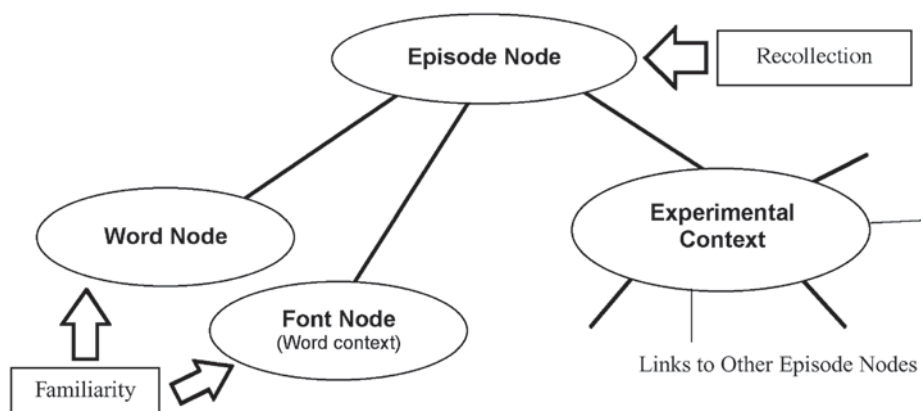 Episode Node
Recollection
Word Node
Experimental
Context
Font Node
(Word context)
Familiarity
Links to Other Episode Nodes